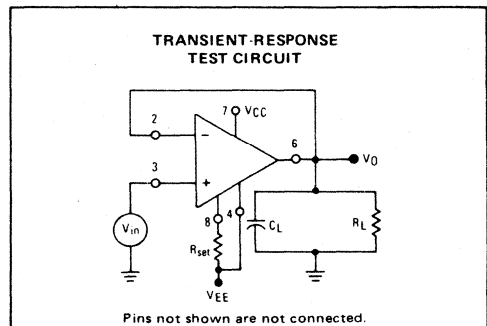 TRANSIENT-RESPONSE
TEST CIRCUIT
7 VCC
2
−
6
VO
3
+
8
4
Vin
Rset
CL
RL
VEE
Pins not shown are not connected.